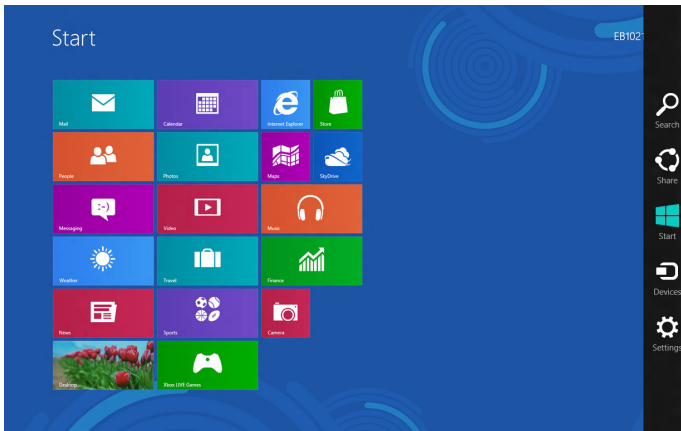 Start
EB1021
Mail
Calendar
Internet Explorer
Store
People
Photos
Maps
SkyDrive
Messaging
:-)
Video
Music
Weather
Travel
Finance
News
Sports
Camera
Desktop
Xbox LIVE Games
Search
Share
Start
Devices
Settings